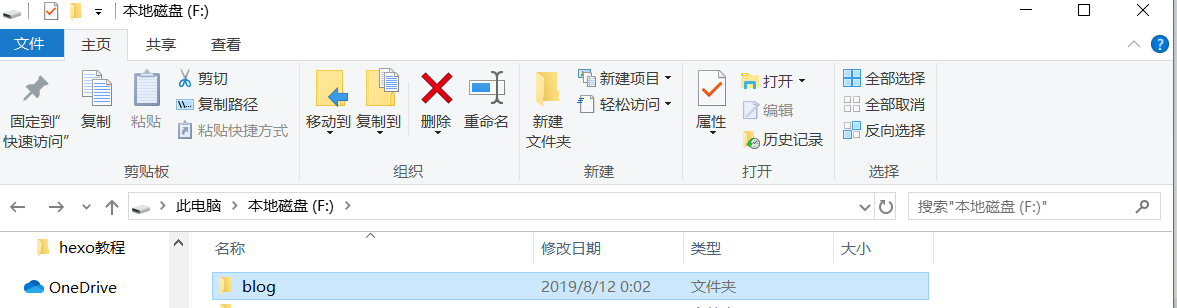 本地磁盘 (F:)
文件 主页 共享 查看
固定到"快速访问"
复制
粘贴
剪切
复制路径
粘贴快捷方式
剪贴板
移动到 复制到 删除 重命名
组织
新建文件夹
新建项目
轻松访问
新建
属性
打开
编辑
历史记录
打开
全部选择
全部取消
反向选择
选择
此电脑 本地磁盘 (F:)
搜索"本地磁盘 (F:)"
hexo教程
OneDrive
名称 修改日期 类型 大小
blog 2019/8/12 0:02 文件夹